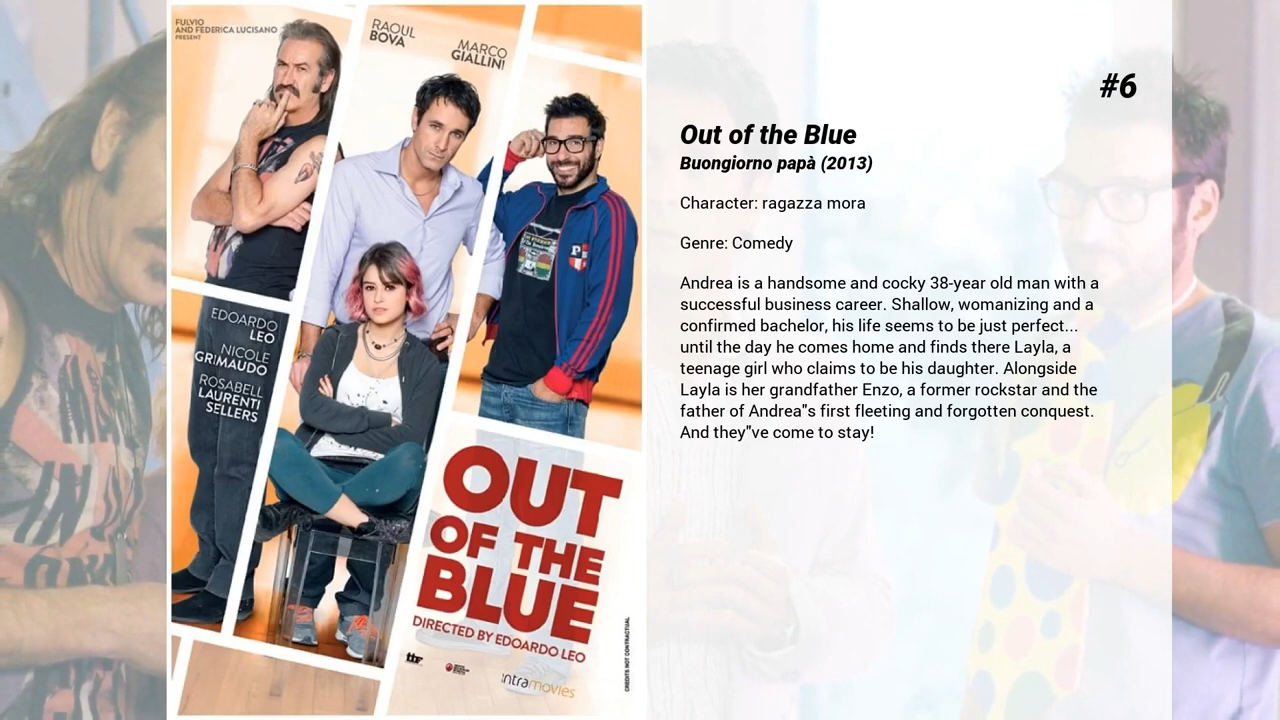 FULVIO
AND FEDERICA LUCISANO
PRESENT
RAOUL
BOVA
MARCO
GIALLINI
EDOARDO
LEO
NICOLE
GRIMAUDO
ROSABELL
LAURENTI
SELLERS
OUT
OF THE
BLUE
DIRECTED BY EDOARDO LEO
intramovies
CREDITS NOT CONTRACTUAL
#6
Out of the Blue
Buongiorno papà (2013)
Character: ragazza mora
Genre: Comedy
Andrea is a handsome and cocky 38-year old man with a
successful business career. Shallow, womanizing and a
confirmed bachelor, his life seems to be just perfect...
until the day he comes home and finds there Layla, a
teenage girl who claims to be his daughter. Alongside
Layla is her grandfather Enzo, a former rockstar and the
father of Andrea"s first fleeting and forgotten conquest.
And they"ve come to stay!